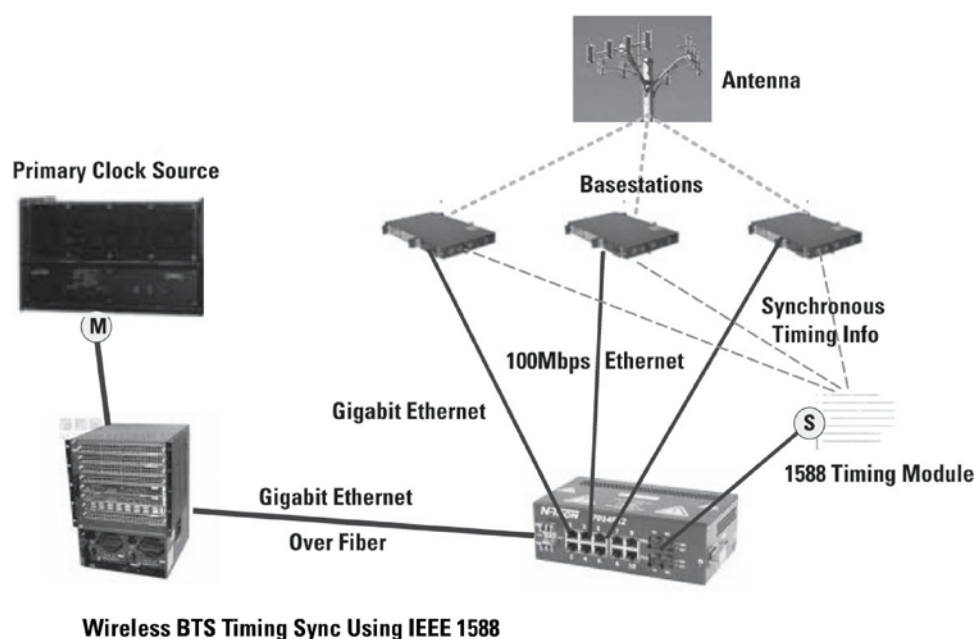 Antenna
Primary Clock Source
Basestations
M
Synchronous
Timing Info
100Mbps Ethernet
Gigabit Ethernet
S
1588 Timing Module
Gigabit Ethernet
Over Fiber
Wireless BTS Timing Sync Using IEEE 1588